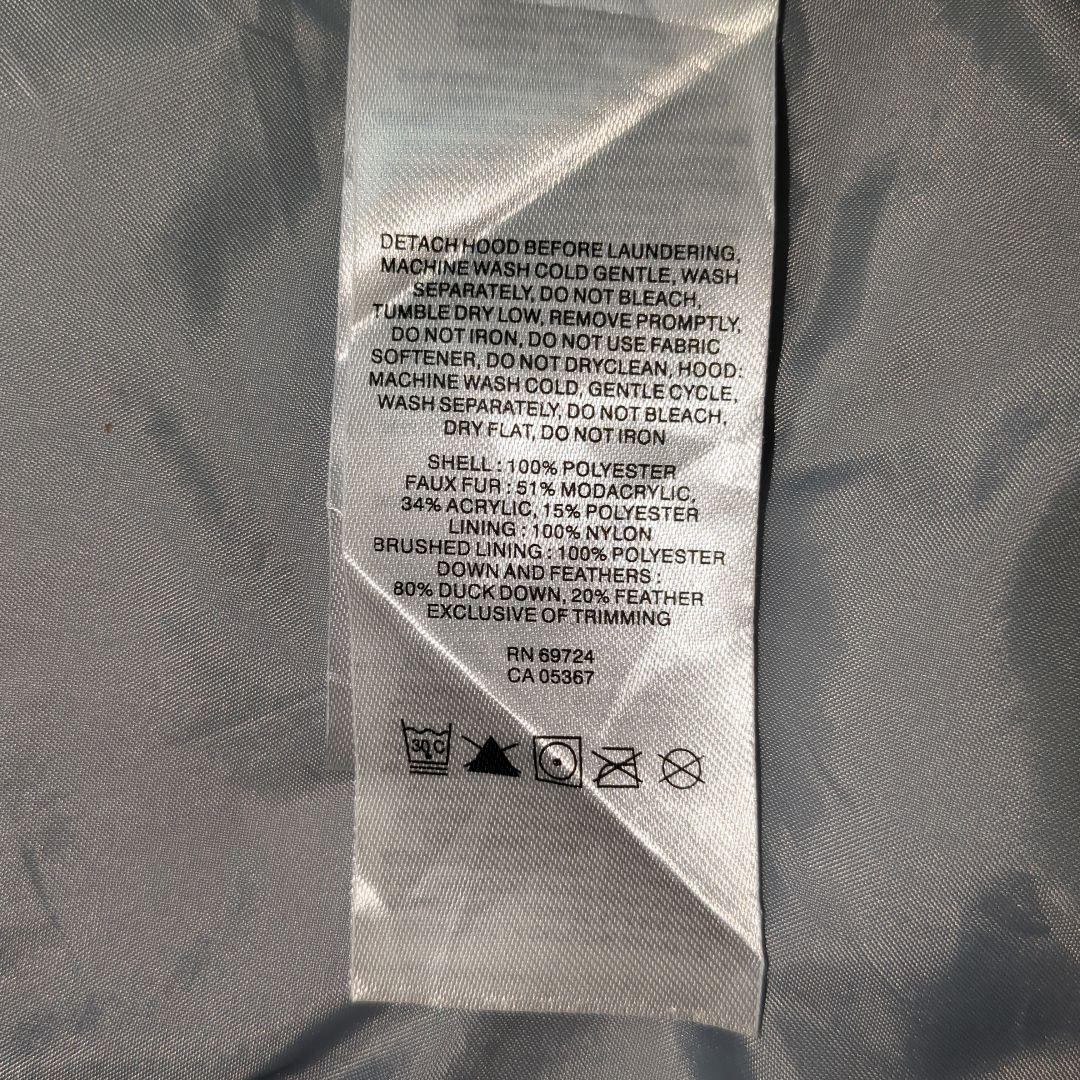 DETACH HOOD BEFORE LAUNDERING.
MACHINE WASH COLD GENTLE, WASH
SEPARATELY, DO NOT BLEACH,
TUMBLE DRY LOW, REMOVE PROMPTLY,
DO NOT IRON, DO NOT USE FABRIC
SOFTENER, DO NOT DRYCLEAN, HOOD:
MACHINE WASH COLD, GENTLE CYCLE,
WASH SEPARATELY, DO NOT BLEACH,
DRY FLAT, DO NOT IRON
SHELL : 100% POLYESTER
FAUX FUR : 51% MODACRYLIC,
34% ACRYLIC, 15% POLYESTER
LINING : 100% NYLON
BRUSHED LINING : 100% POLYESTER
DOWN AND FEATHERS :
80% DUCK DOWN, 20% FEATHER
EXCLUSIVE OF TRIMMING
RN 69724
CA 05367
30 C